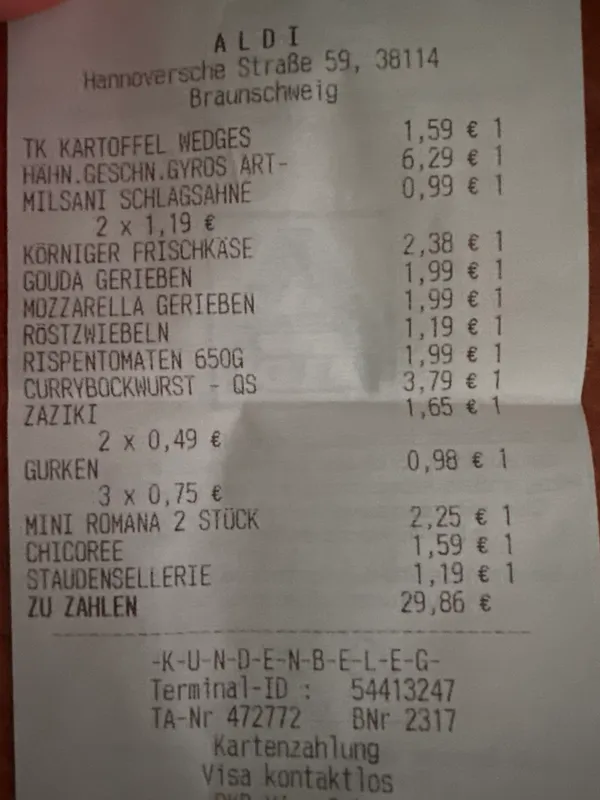 ALDI
Hannoversche Straße 59, 38114
Braunschweig
TK KARTOFFEL WEDGES 1,59 € 1
HÄHN.GESCHN.GYROS ART- 6,29 € 1
MILSANI SCHLAGSAHNE 0,99 € 1
2 x 1,19 €
KÖRNIGER FRISCHKÄSE 2,38 € 1
GOUDA GERIEBEN 1,99 € 1
MOZZARELLA GERIEBEN 1,99 € 1
RÖSTZWIEBELN 1,19 € 1
RISPENTOMATEN 650G 1,99 € 1
CURRYBOCKWURST - QS 3,79 € 1
ZAZIKI 1,65 € 1
2 x 0,49 €
GURKEN 0,98 € 1
3 x 0,75 €
MINI ROMANA 2 STÜCK 2,25 € 1
CHICOREE 1,59 € 1
STAUDENSELLERIE 1,19 € 1
ZU ZAHLEN 29,86 €
-K-U-N-D-E-N-B-E-L-E-G-
Terminal-ID : 54413247
TA-Nr 472772 BNr 2317
Kartenzahlung
Visa kontaktlos